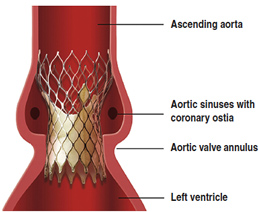 Ascending aorta
Aortic sinuses with
coronary ostia
Aortic valve annulus
Left ventricle